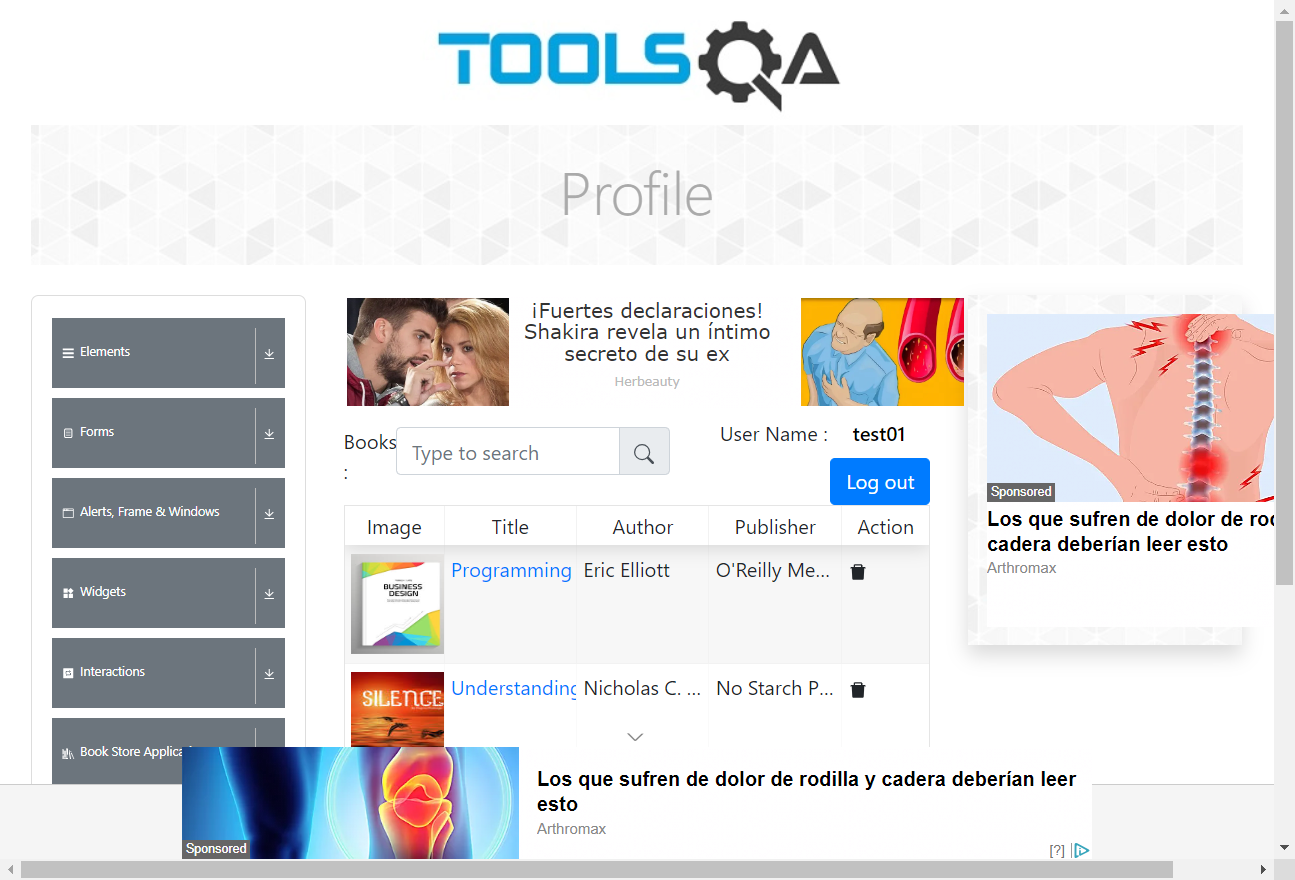 TOOLSQA
Profile
Elements
Forms
Alerts, Frame & Windows
Widgets
Interactions
Book Store Applica
¡Fuertes declaraciones!
Shakira revela un íntimo
secreto de su ex
Herbeauty
Books
:
Type to search
User Name :
test01
Log out
Image Title Author Publisher Action
BUSINESS
DESIGN
Programming Eric Elliott O'Reilly Me...
SILENCE
Understanding Nicholas C. ... No Starch P...
Sponsored
Los que sufren de dolor de ro
cadera deberían leer esto
Arthromax
Sponsored
Los que sufren de dolor de rodilla y cadera deberían leer
esto
Arthromax
[?]